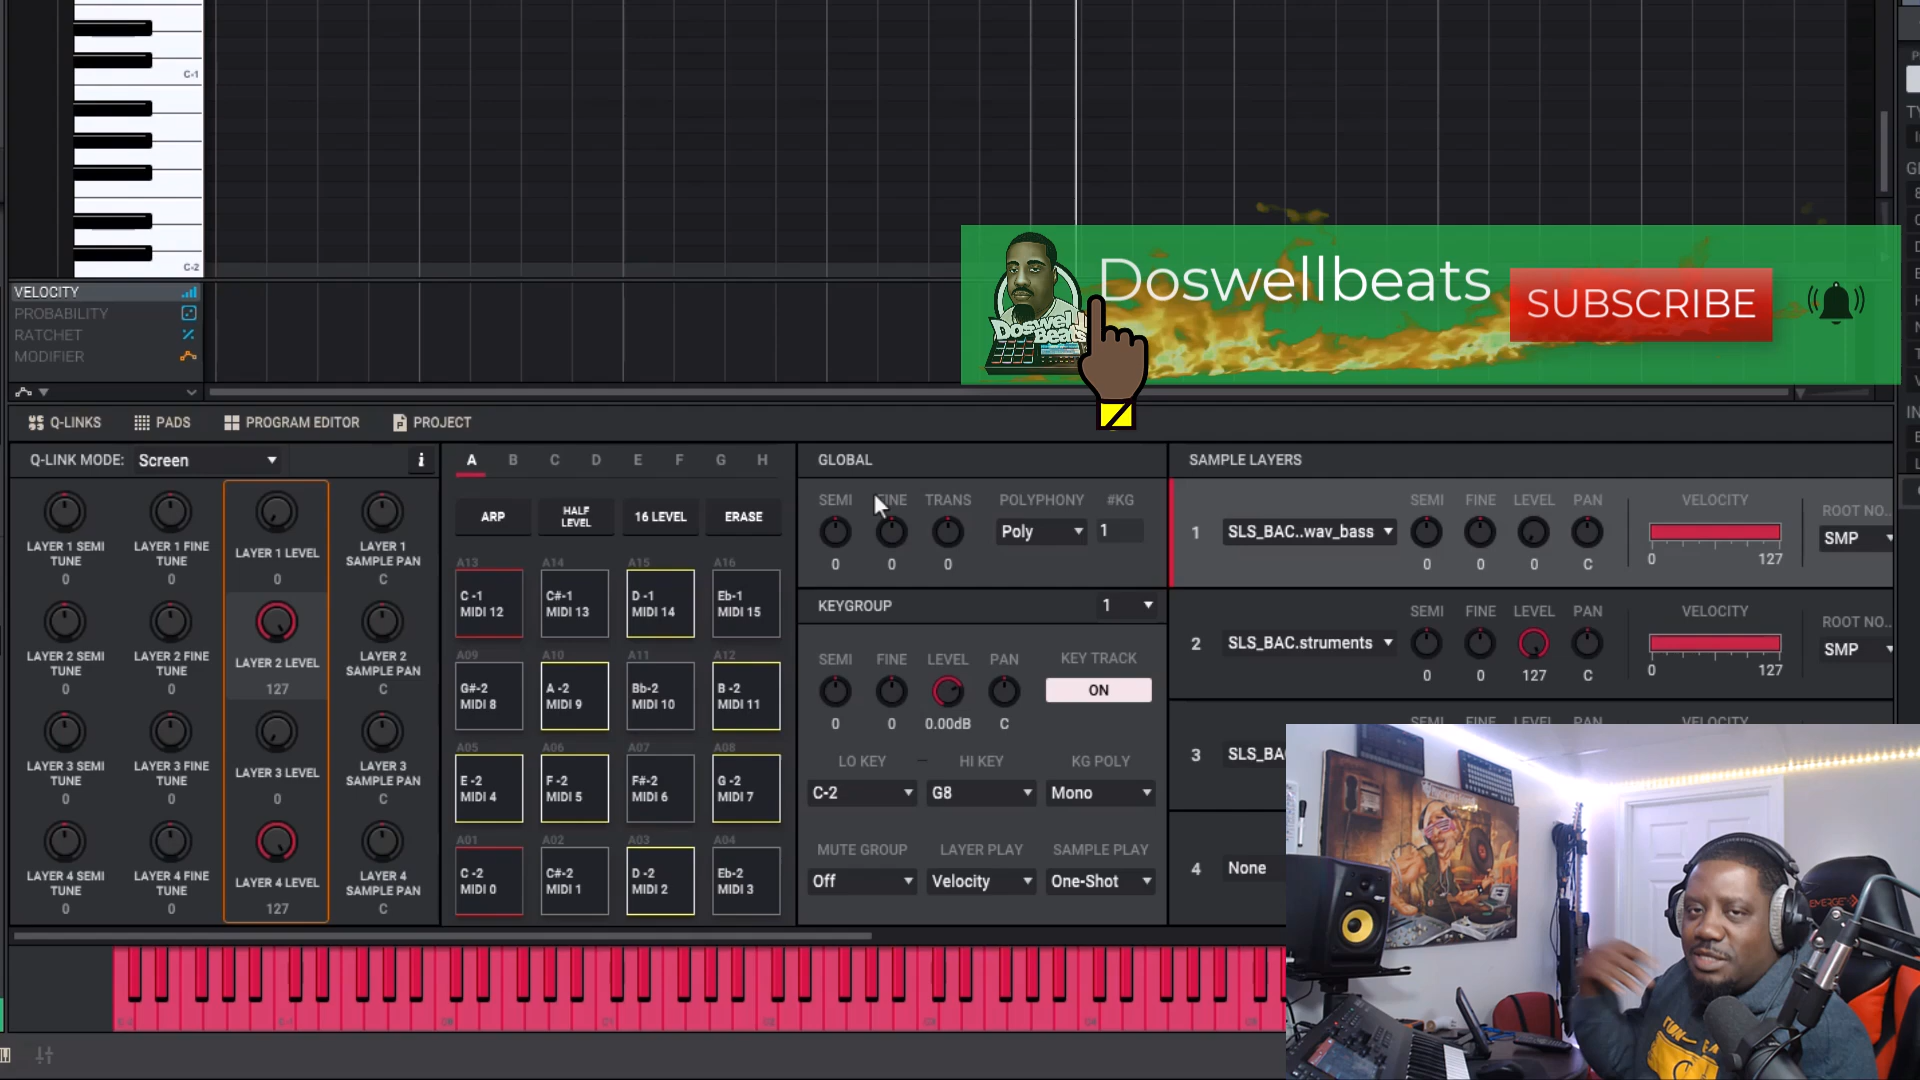 C-1
C-2
VELOCITY
PROBABILITY
RATCHET
MODIFIER
Doswellbeats
SUBSCRIBE
Doswell
Beats
Q-LINKS
PADS
PROGRAM EDITOR
PROJECT
Q-LINK MODE: Screen
i
LAYER 1 SEMI TUNE 0
LAYER 1 FINE TUNE 0
LAYER 1 LEVEL 0
LAYER 1 SAMPLE PAN C
LAYER 2 SEMI TUNE 0
LAYER 2 FINE TUNE 0
LAYER 2 LEVEL 127
LAYER 2 SAMPLE PAN C
LAYER 3 SEMI TUNE 0
LAYER 3 FINE TUNE 0
LAYER 3 LEVEL 0
LAYER 3 SAMPLE PAN C
LAYER 4 SEMI TUNE 0
LAYER 4 FINE TUNE 0
LAYER 4 LEVEL 127
LAYER 4 SAMPLE PAN C
A B C D E F G H
ARP
HALF LEVEL
16 LEVEL
ERASE
A13 A14 A15 A16
C -1 C#-1 D -1 Eb-1
MIDI 12 MIDI 13 MIDI 14 MIDI 15
A09 A10 A11 A12
G#-2 A -2 Bb-2 B -2
MIDI 8 MIDI 9 MIDI 10 MIDI 11
A05 A06 A07 A08
E -2 F -2 F#-2 G -2
MIDI 4 MIDI 5 MIDI 6 MIDI 7
A01 A02 A03 A04
C -2 C#-2 D -2 Eb-2
MIDI 0 MIDI 1 MIDI 2 MIDI 3
GLOBAL
SEMI FINE TRANS POLYPHONY #KG
Poly 1
0 0 0
KEYGROUP 1
SEMI FINE LEVEL PAN KEY TRACK
ON
0 0 0.00dB C
LO KEY – HI KEY KG POLY
C-2 G8 Mono
MUTE GROUP LAYER PLAY SAMPLE PLAY
Off Velocity One-Shot
SAMPLE LAYERS
SEMI FINE LEVEL PAN VELOCITY ROOT NO...
1 SLS_BAC..wav_bass SMP
0 0 0 C 0 127
SEMI FINE LEVEL PAN VELOCITY ROOT NO...
2 SLS_BAC.struments SMP
0 0 127 C 0 127
SEMI FINE LEVEL PAN VELOCITY
3 SLS_BA
4 None